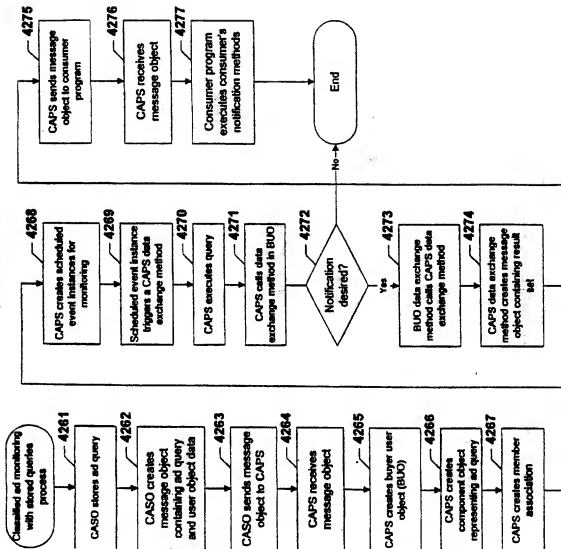 Classified ad monitoring
with stored queries
process
4261
CASO stores ad query
4262
CASO creates
message object
containing ad query
and user object data
4263
CASO sends message
object to CAPS
4264
CAPS receives
message object
4265
CAPS creates buyer user
object (BUO)
4266
CAPS creates
component object
representing ad query
4267
CAPS creates member
association
4268
CAPS creates scheduled
event instances for
monitoring
4269
Scheduled event instance
triggers a CAPS data
exchange method
4270
CAPS executes query
4271
CAPS calls data
exchange method in BUO
4272
Notification
desired?
No
Yes
4273
BUO data exchange
method calls CAPS data
exchange method
4274
CAPS data exchange
method creates message
object containing result
set
4275
CAPS sends message
object to consumer
program
4276
CAPS receives
message object
4277
Consumer program
executes consumer's
notification methods
End